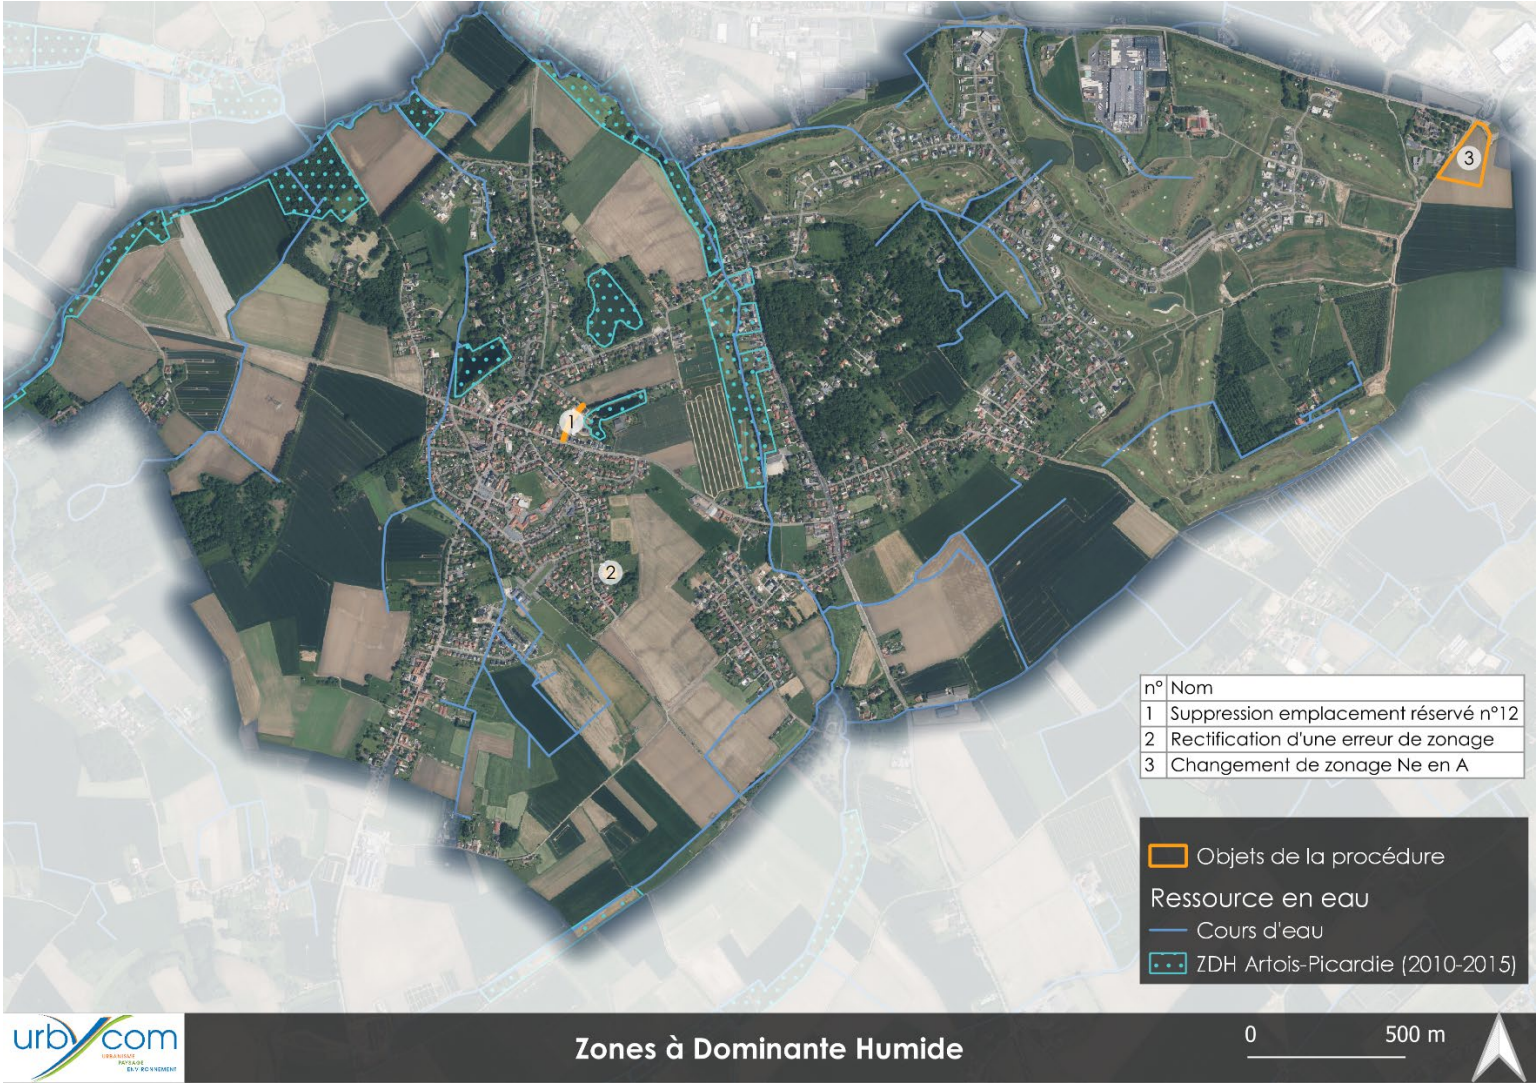 3
1
2
n° Nom
1 Suppression emplacement réservé n°12
2 Rectification d'une erreur de zonage
3 Changement de zonage Ne en A
Objets de la procédure
Ressource en eau
Cours d'eau
ZDH Artois-Picardie (2010-2015)
urbycom
URBANISME
PAYSAGE
ENVIRONNEMENT
Zones à Dominante Humide
0 500 m